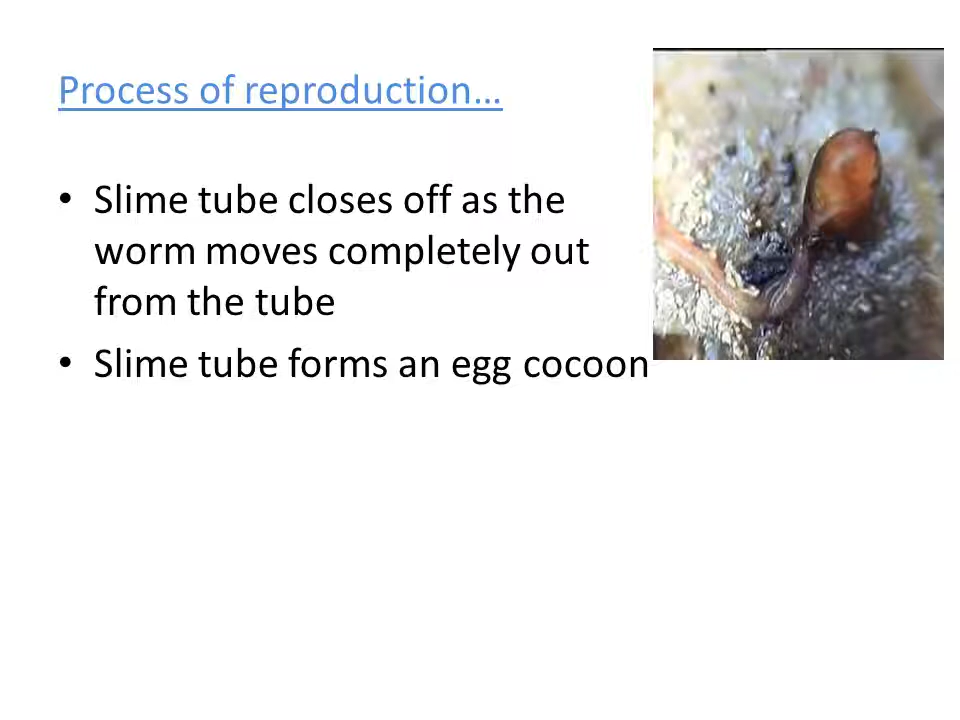 Process of reproduction…
• Slime tube closes off as the
worm moves completely out
from the tube
• Slime tube forms an egg cocoon